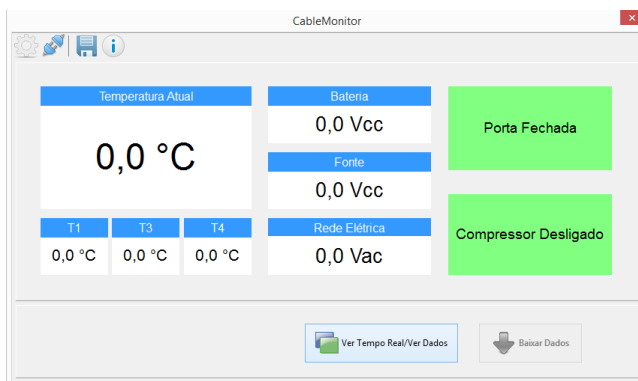 CableMonitor
Temperatura Atual
0,0 °C
T1
T3
T4
0,0 °C
0,0 °C
0,0 °C
Bateria
0,0 Vcc
Fonte
0,0 Vcc
Rede Elétrica
0,0 Vac
Porta Fechada
Compressor Desligado
Ver Tempo Real/Ver Dados
Baixar Dados